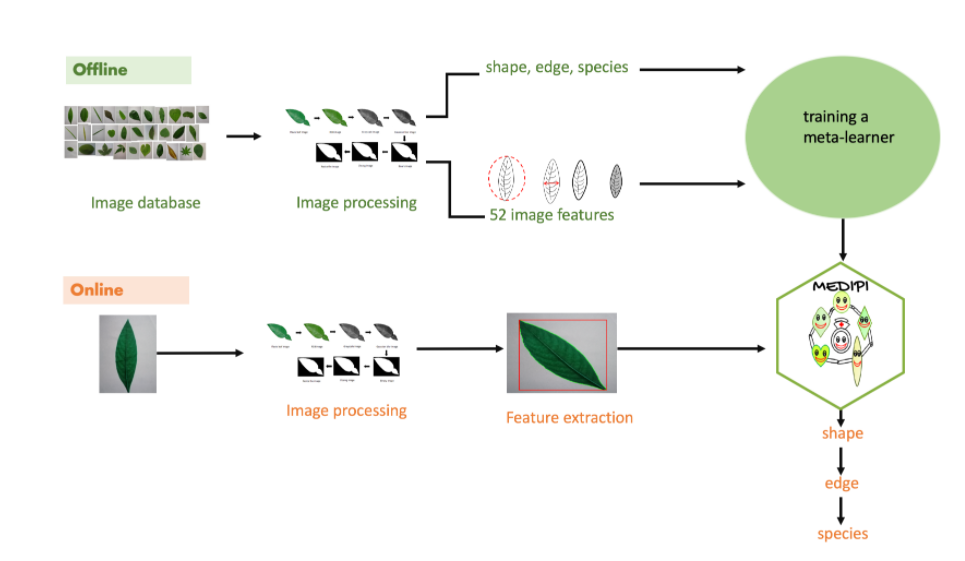 Offline
shape, edge, species
training a
meta-learner
Image database
Image processing
52 image features
Online
MEDIPI
Image processing
Feature extraction
shape
edge
species